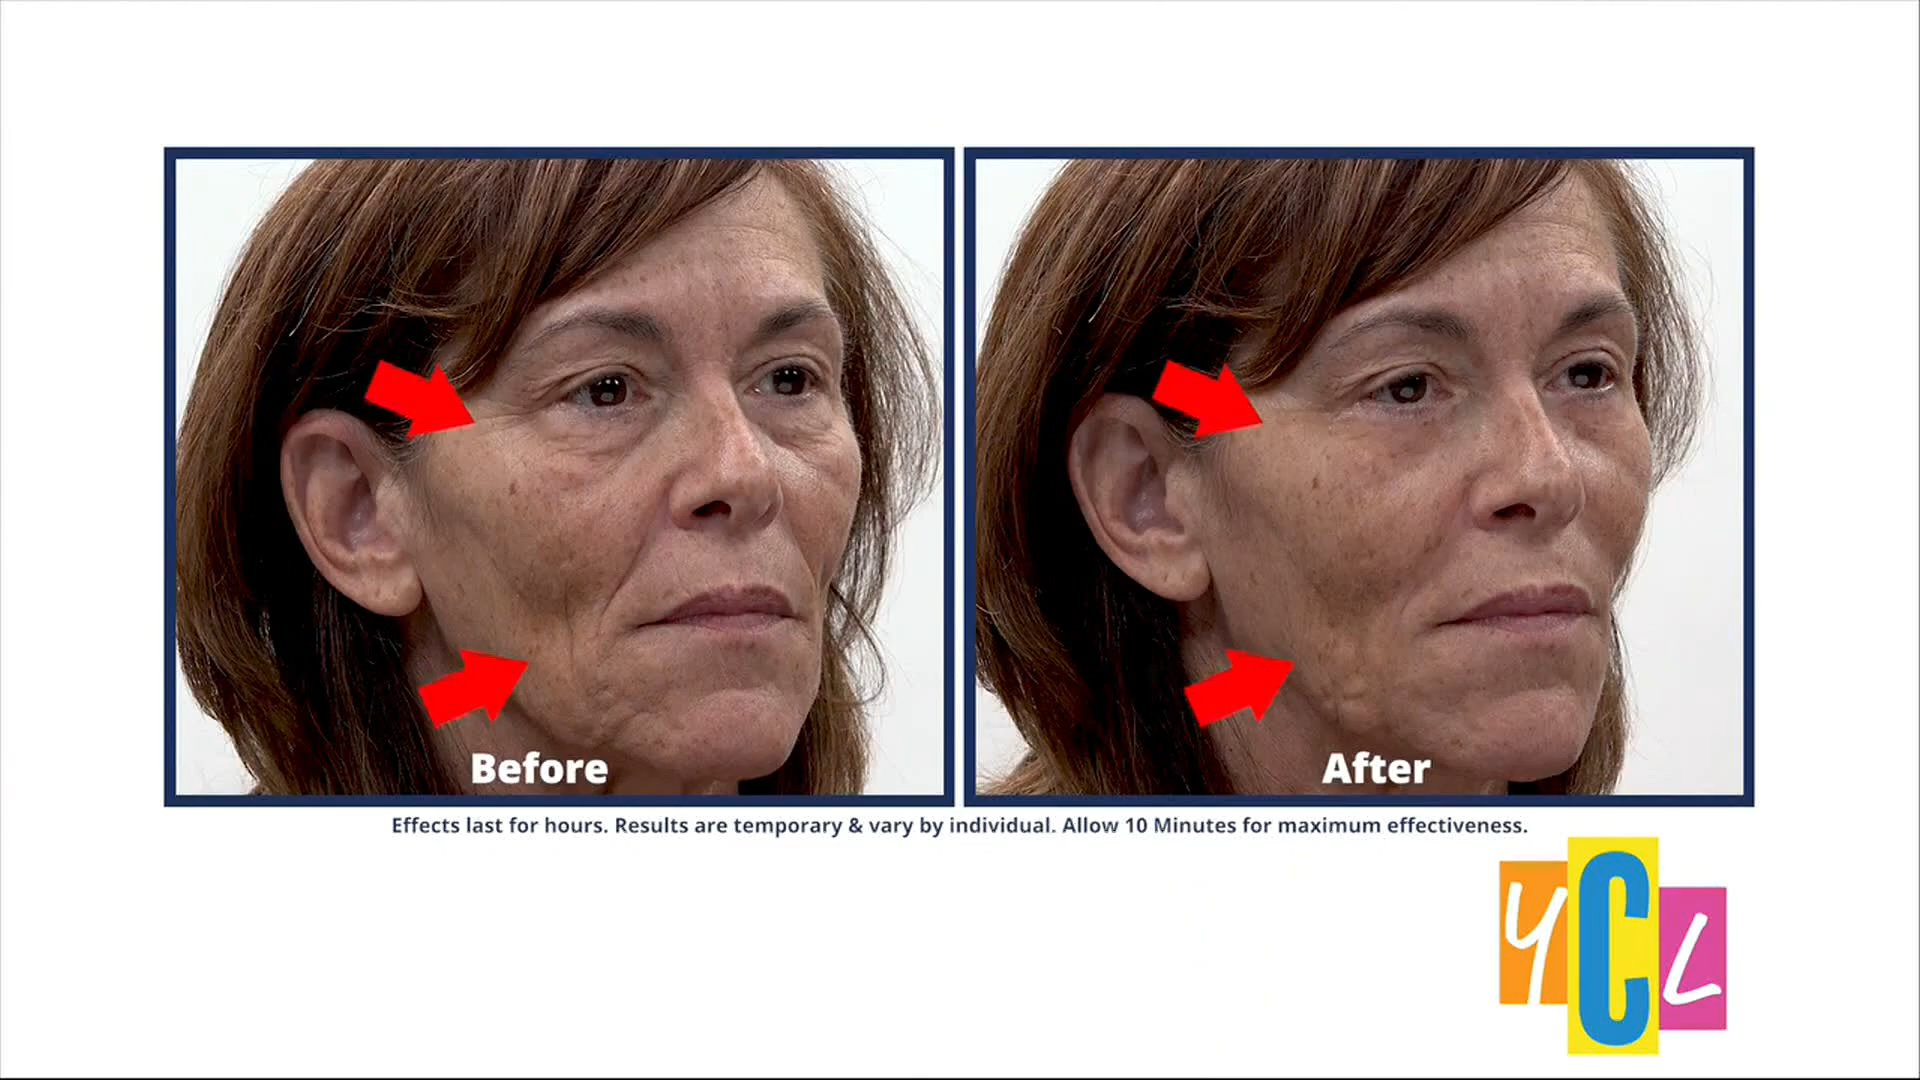 Before
After
Effects last for hours. Results are temporary & vary by individual. Allow 10 Minutes for maximum effectiveness.
YCL